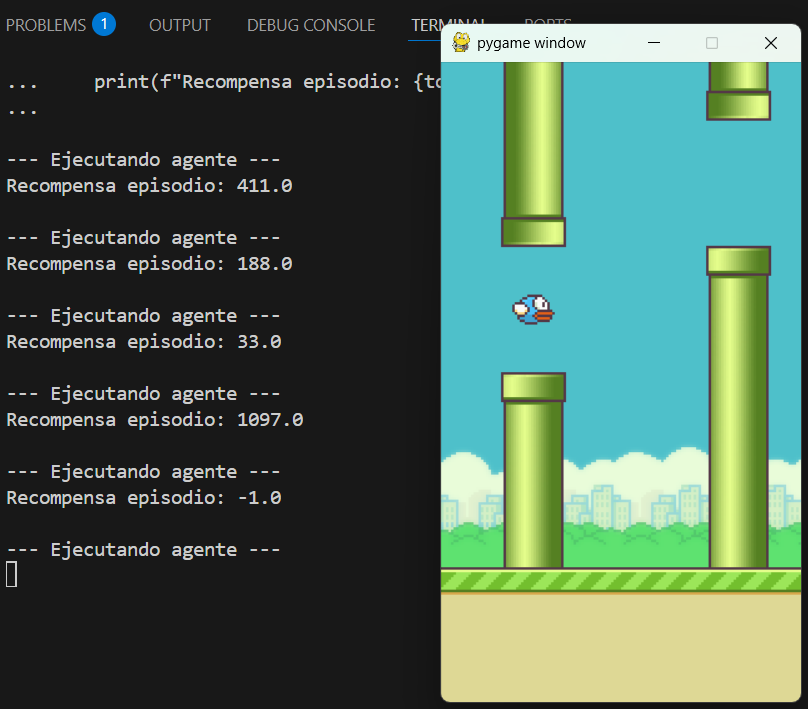 PROBLEMS 1 OUTPUT DEBUG CONSOLE TERMINAL PORTS
pygame window
... print(f"Recompensa episodio: {to
...
--- Ejecutando agente ---
Recompensa episodio: 411.0
--- Ejecutando agente ---
Recompensa episodio: 188.0
--- Ejecutando agente ---
Recompensa episodio: 33.0
--- Ejecutando agente ---
Recompensa episodio: 1097.0
--- Ejecutando agente ---
Recompensa episodio: -1.0
--- Ejecutando agente ---